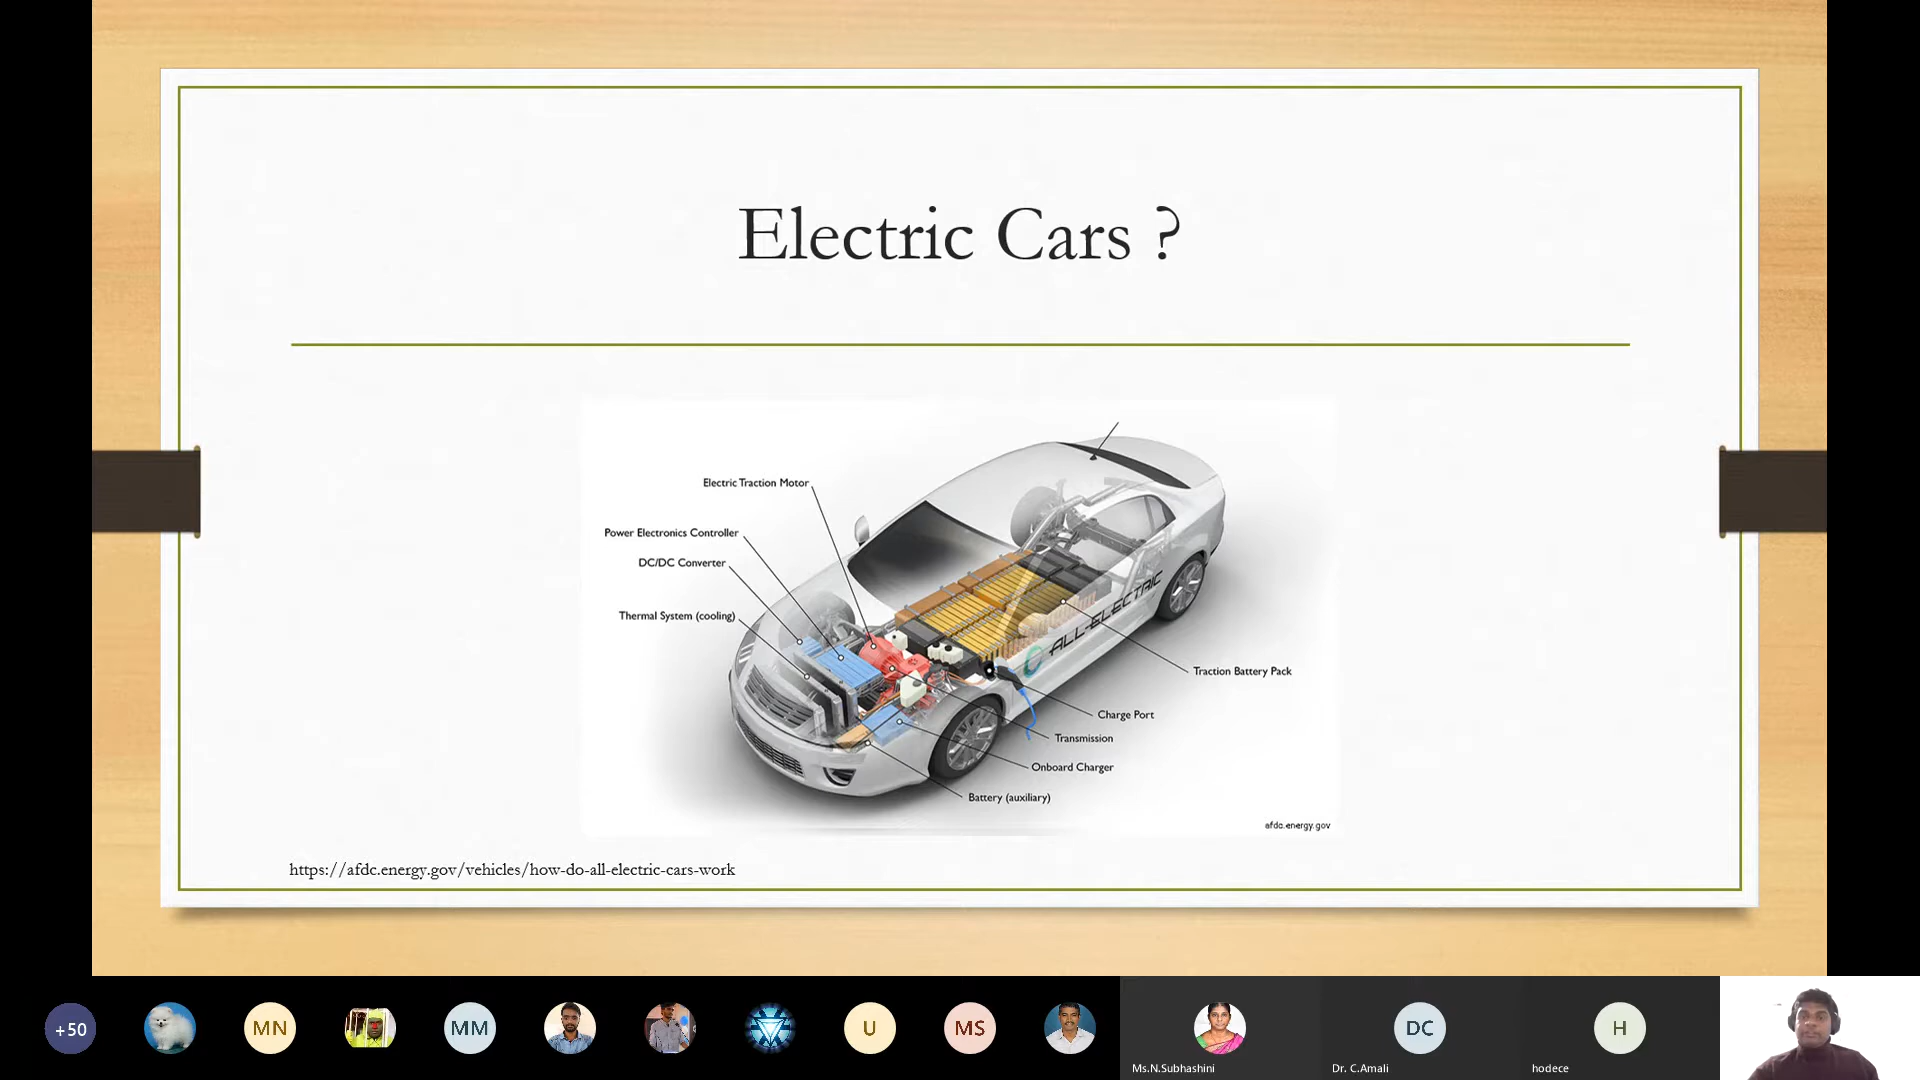 Electric Cars ?
Electric Traction Motor
Power Electronics Controller
DC/DC Converter
Thermal System (cooling)
ALL-ELECTRIC
Traction Battery Pack
Charge Port
Transmission
Onboard Charger
Battery (auxiliary)
afdc.energy.gov
https://afdc.energy.gov/vehicles/how-do-all-electric-cars-work
+50
MN
MM
U
MS
DC
H
Ms.N.Subhashini
Dr. C.Amali
hodece